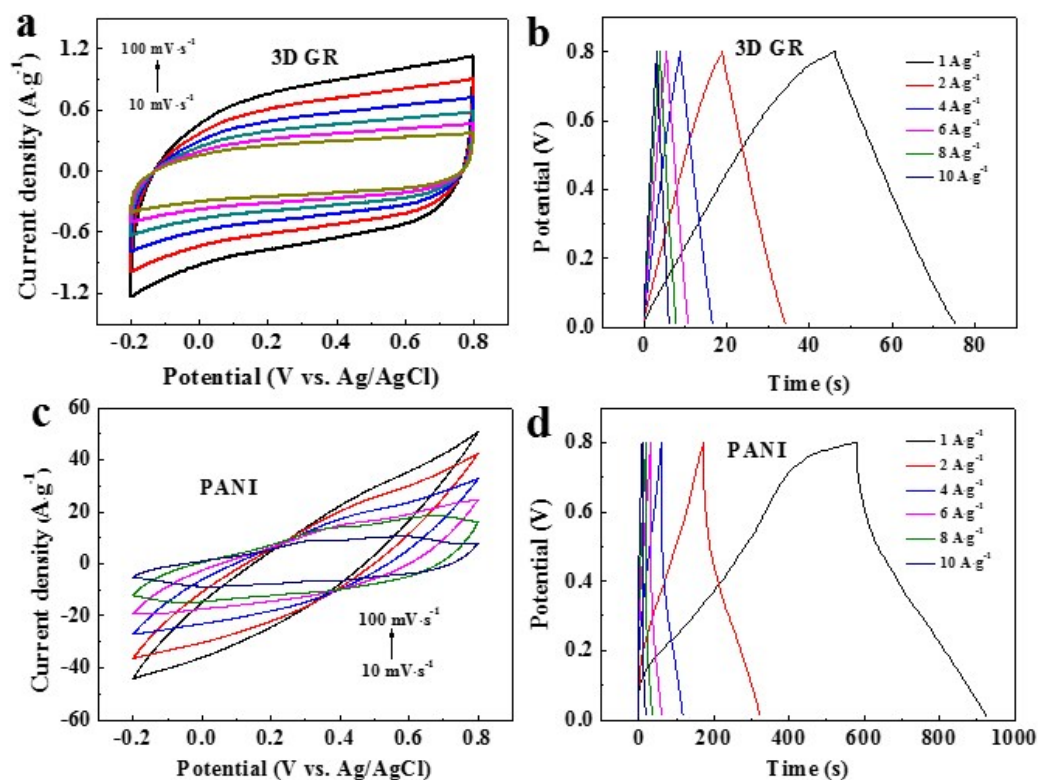 a
3D GR
100 mV·s⁻¹
10 mV·s⁻¹
Current density (A·g⁻¹)
1.2
0.6
0.0
-0.6
-1.2
-0.2 0.0 0.2 0.4 0.6 0.8
Potential (V vs. Ag/AgCl)
b
3D GR
1 A·g⁻¹
2 A·g⁻¹
4 A·g⁻¹
6 A·g⁻¹
8 A·g⁻¹
10 A·g⁻¹
Potential (V)
0.8
0.6
0.4
0.2
0.0
0 20 40 60 80
Time (s)
c
PANI
100 mV·s⁻¹
10 mV·s⁻¹
Current density (A·g⁻¹)
60
40
20
0
-20
-40
-60
-0.2 0.0 0.2 0.4 0.6 0.8
Potential (V vs. Ag/AgCl)
d
PANI
1 A·g⁻¹
2 A·g⁻¹
4 A·g⁻¹
6 A·g⁻¹
8 A·g⁻¹
10 A·g⁻¹
Potential (V)
0.8
0.6
0.4
0.2
0.0
0 200 400 600 800 1000
Time (s)